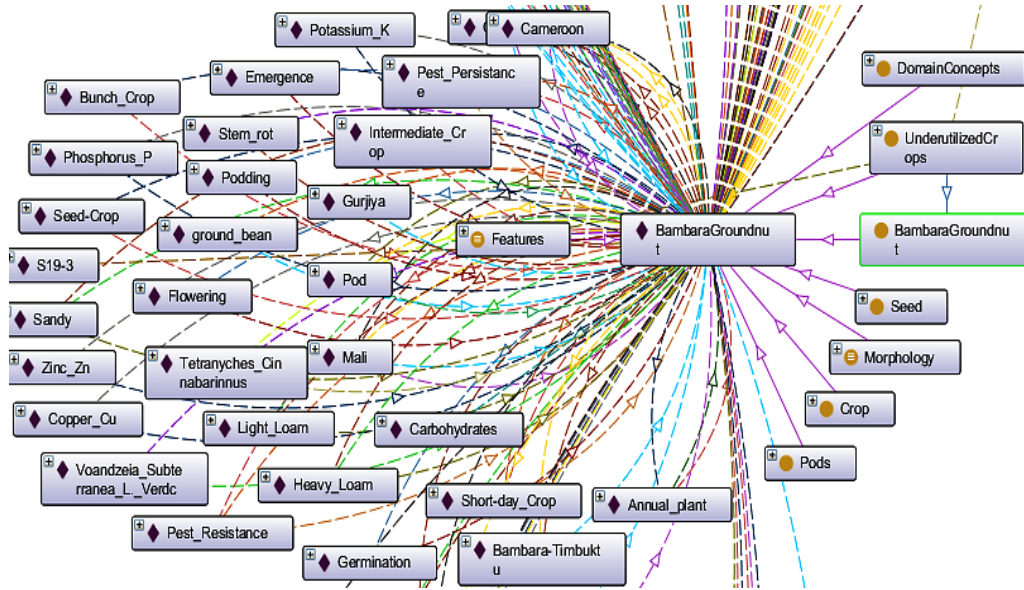 Potassium_K
Cameroon
Emergence
Pest_Persistanc
e
DomainConcepts
Bunch_Crop
Stem_rot
Intermediate_Cr
op
UnderutilizedCr
ops
Phosphorus_P
Podding
Gurjiya
Seed-Crop
ground_bean
Features
BambaraGroundnu
t
BambaraGroundnu
t
S19-3
Pod
Flowering
Seed
Sandy
Zinc_Zn
Tetranyches_Cin
nabarinnus
Mali
Morphology
Copper_Cu
Light_Loam
Carbohydrates
Crop
Voandzeia_Subte
rranea_L._Verdc
Heavy_Loam
Pods
Short-day_Crop
Annual_plant
Pest_Resistance
Germination
Bambara-Timbukt
u